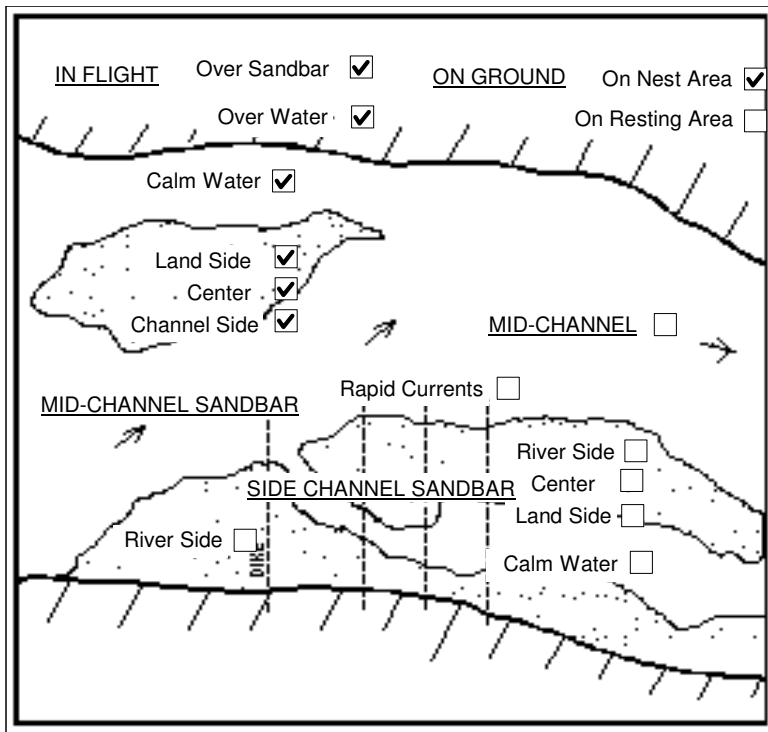 IN FLIGHT Over Sandbar ON GROUND On Nest Area
Over Water On Resting Area
Calm Water
Land Side
Center
Channel Side
MID-CHANNEL
Rapid Currents
MID-CHANNEL SANDBAR
River Side
SIDE CHANNEL SANDBAR Center
Land Side
River Side
DIKE
Calm Water